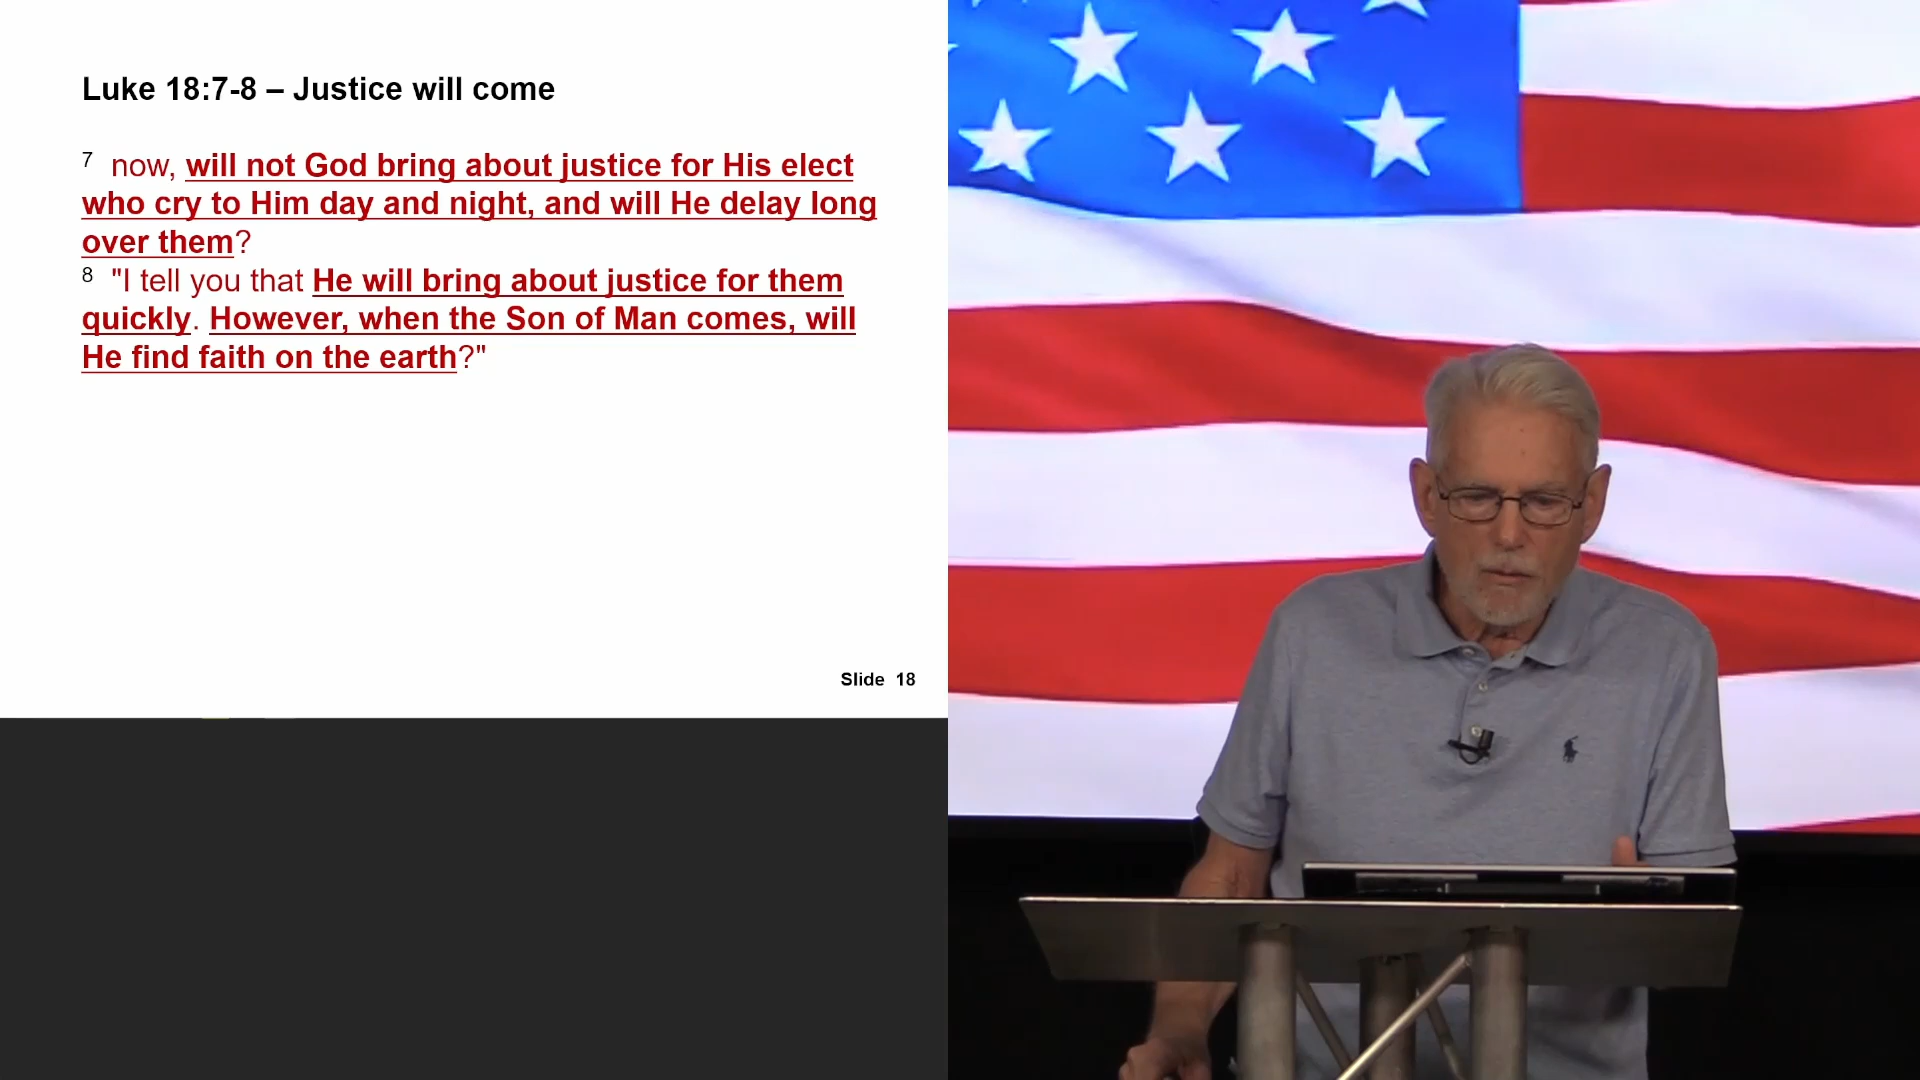 Luke 18:7-8 – Justice will come
7 now, will not God bring about justice for His elect
who cry to Him day and night, and will He delay long
over them?
8 "I tell you that He will bring about justice for them
quickly. However, when the Son of Man comes, will
He find faith on the earth?"
Slide 18